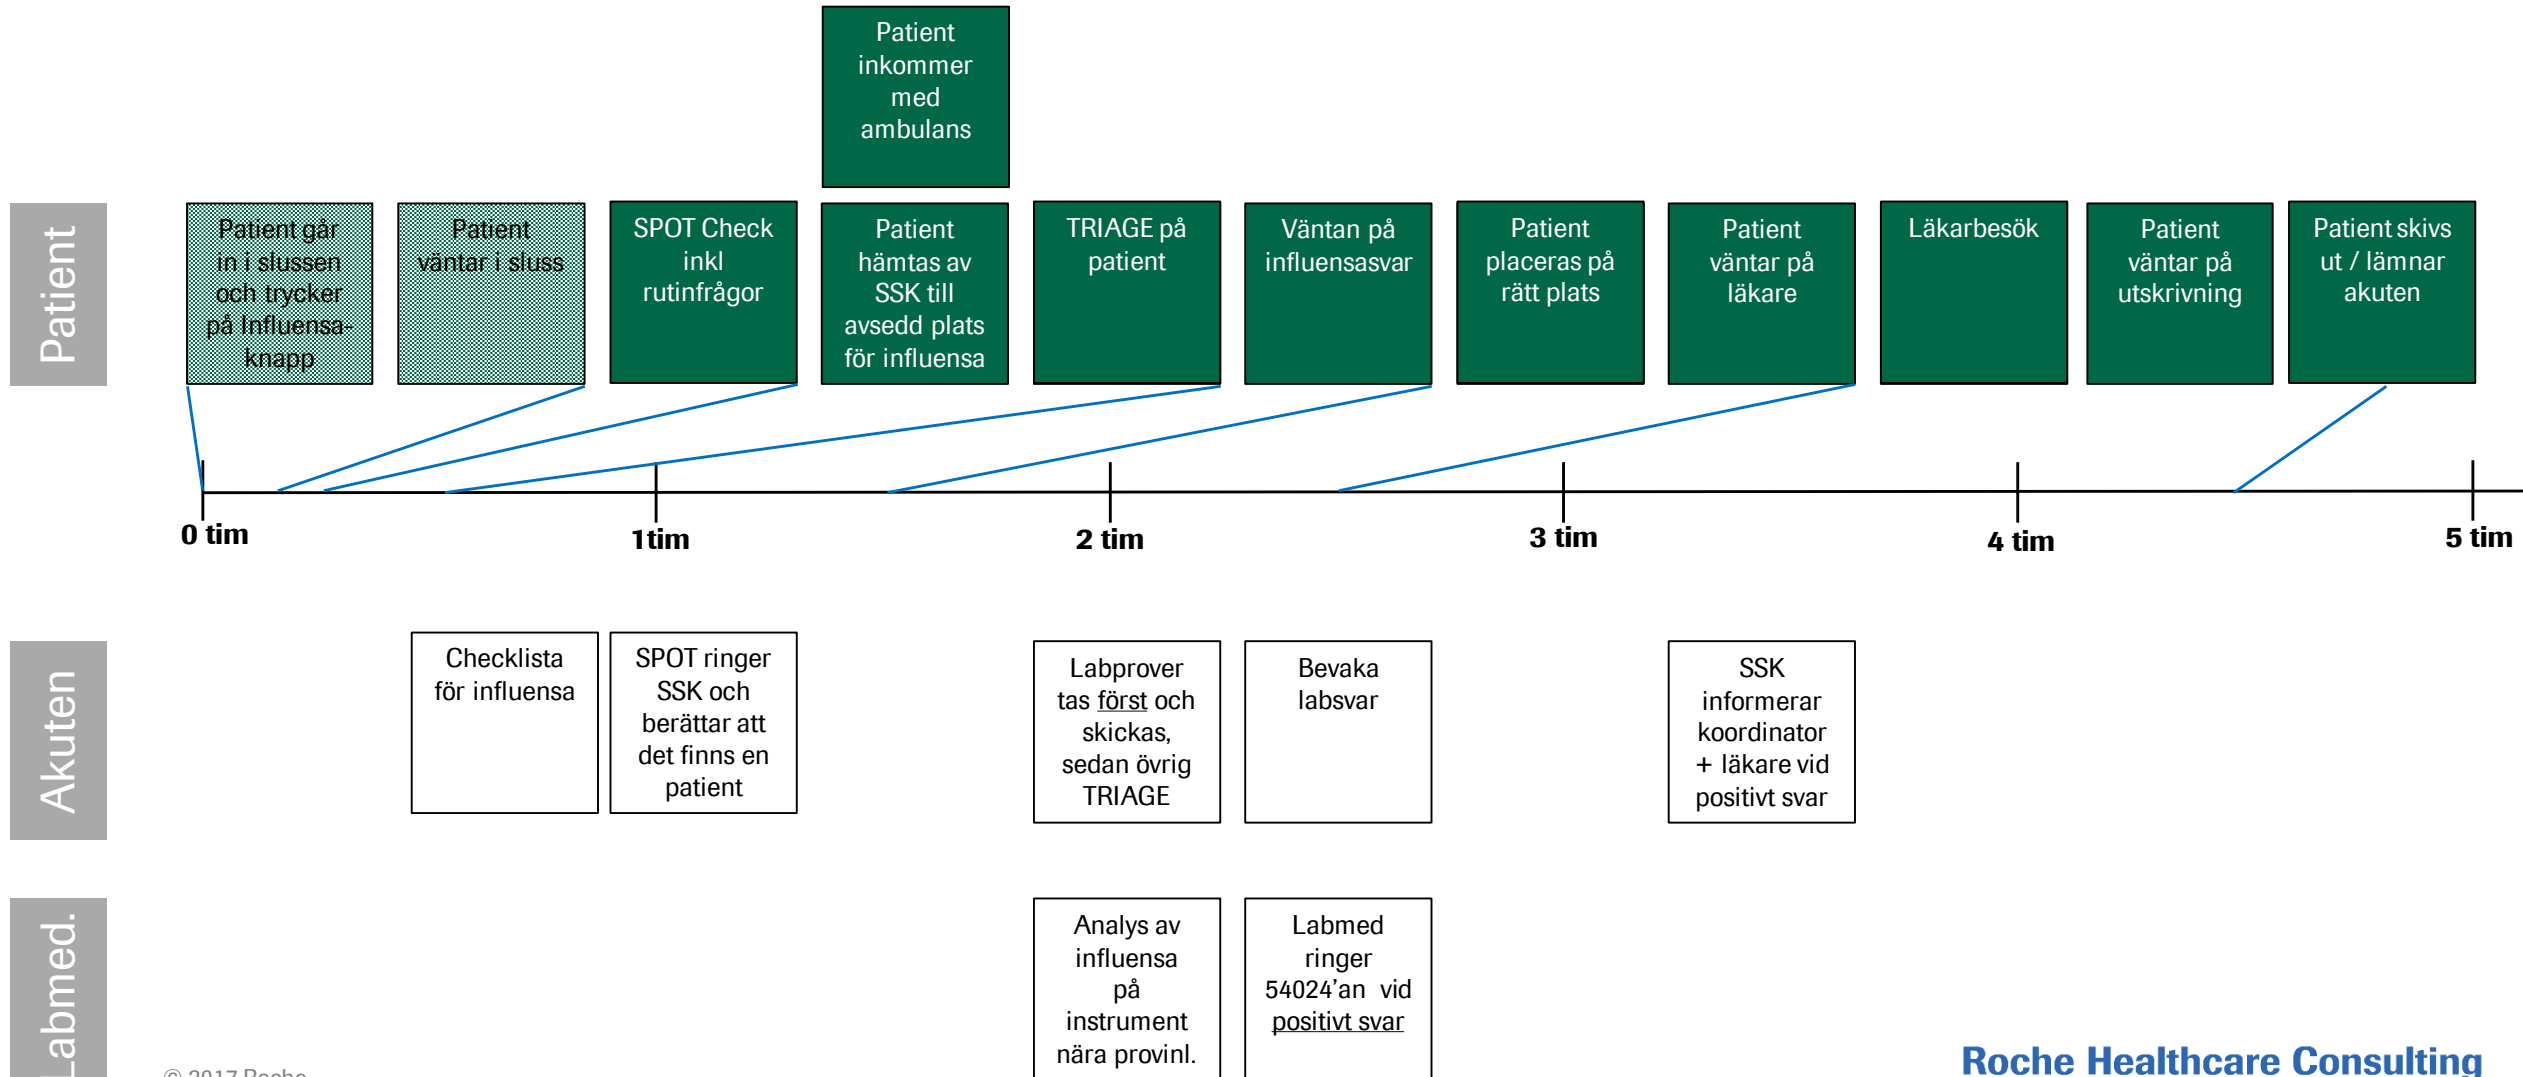 Patient
inkommer
med
ambulans
Patient
Patient går
in i slussen
och trycker
på Influensa-
knapp
Patient
väntar i sluss
SPOT Check
inkl
rutinfrågor
Patient
hämtas av
SSK till
avsedd plats
för influensa
TRIAGE på
patient
Väntan på
influensasvar
Patient
placeras på
rätt plats
Patient
väntar på
läkare
Läkarbesök
Patient
väntar på
utskrivning
Patient skivs
ut / lämnar
akuten
0 tim
1tim
2 tim
3 tim
4 tim
5 tim
Akuten
Checklista
för influensa
SPOT ringer
SSK och
berättar att
det finns en
patient
Labprover
tas först och
skickas,
sedan övrig
TRIAGE
Bevaka
labsvar
SSK
informerar
koordinator
+ läkare vid
positivt svar
Labmed.
Analys av
influensa
på
instrument
nära provinl.
Labmed
ringer
54024’an vid
positivt svar
© 2017 Roche
Roche Healthcare Consulting